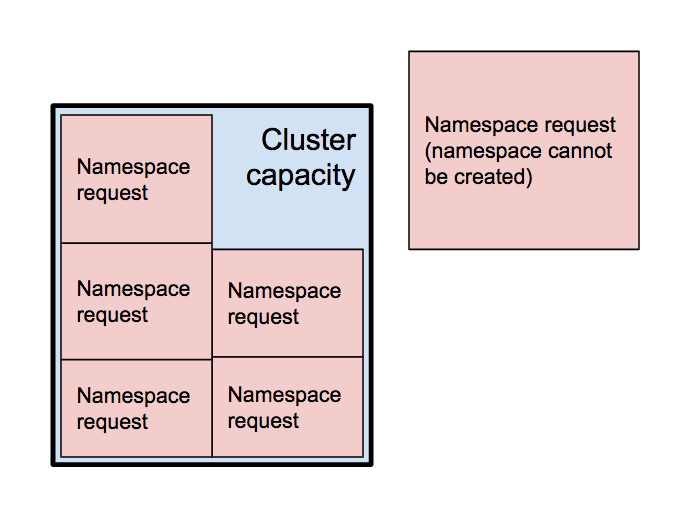 Namespace request
(namespace cannot
be created)
Cluster
capacity
Namespace
request
Namespace
request
Namespace
request
Namespace
request
Namespace
request